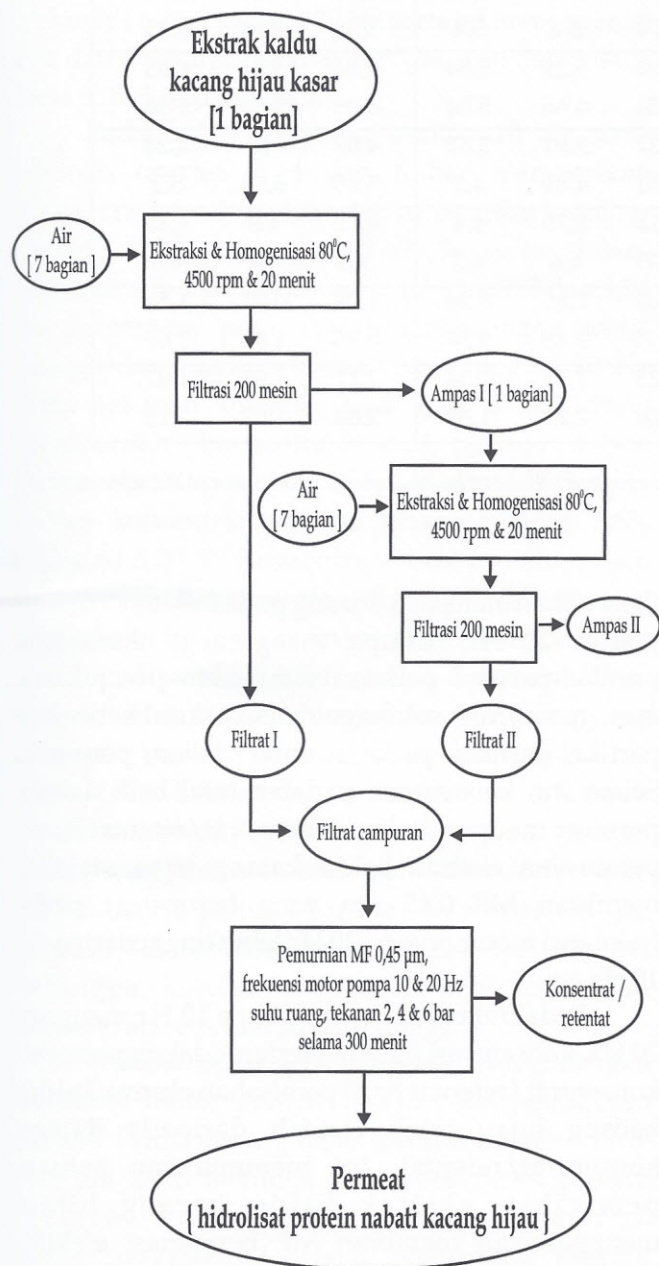 Ekstrak kaldu
kacang hijau kasar
[1 bagian]
Air
[ 7 bagian ]
Ekstraksi & Homogenisasi 80⁰C,
4500 rpm & 20 menit
Filtrasi 200 mesin
Ampas I [ 1 bagian]
Air
[ 7 bagian ]
Ekstraksi & Homogenisasi 80⁰C,
4500 rpm & 20 menit
Filtrasi 200 mesin
Ampas II
Filtrat I
Filtrat II
Filtrat campuran
Pemurnian MF 0,45 µm,
frekuensi motor pompa 10 & 20 Hz
suhu ruang, tekanan 2, 4 & 6 bar
selama 300 menit
Konsentrat /
retentat
Permeat
{ hidrolisat protein nabati kacang hijau}